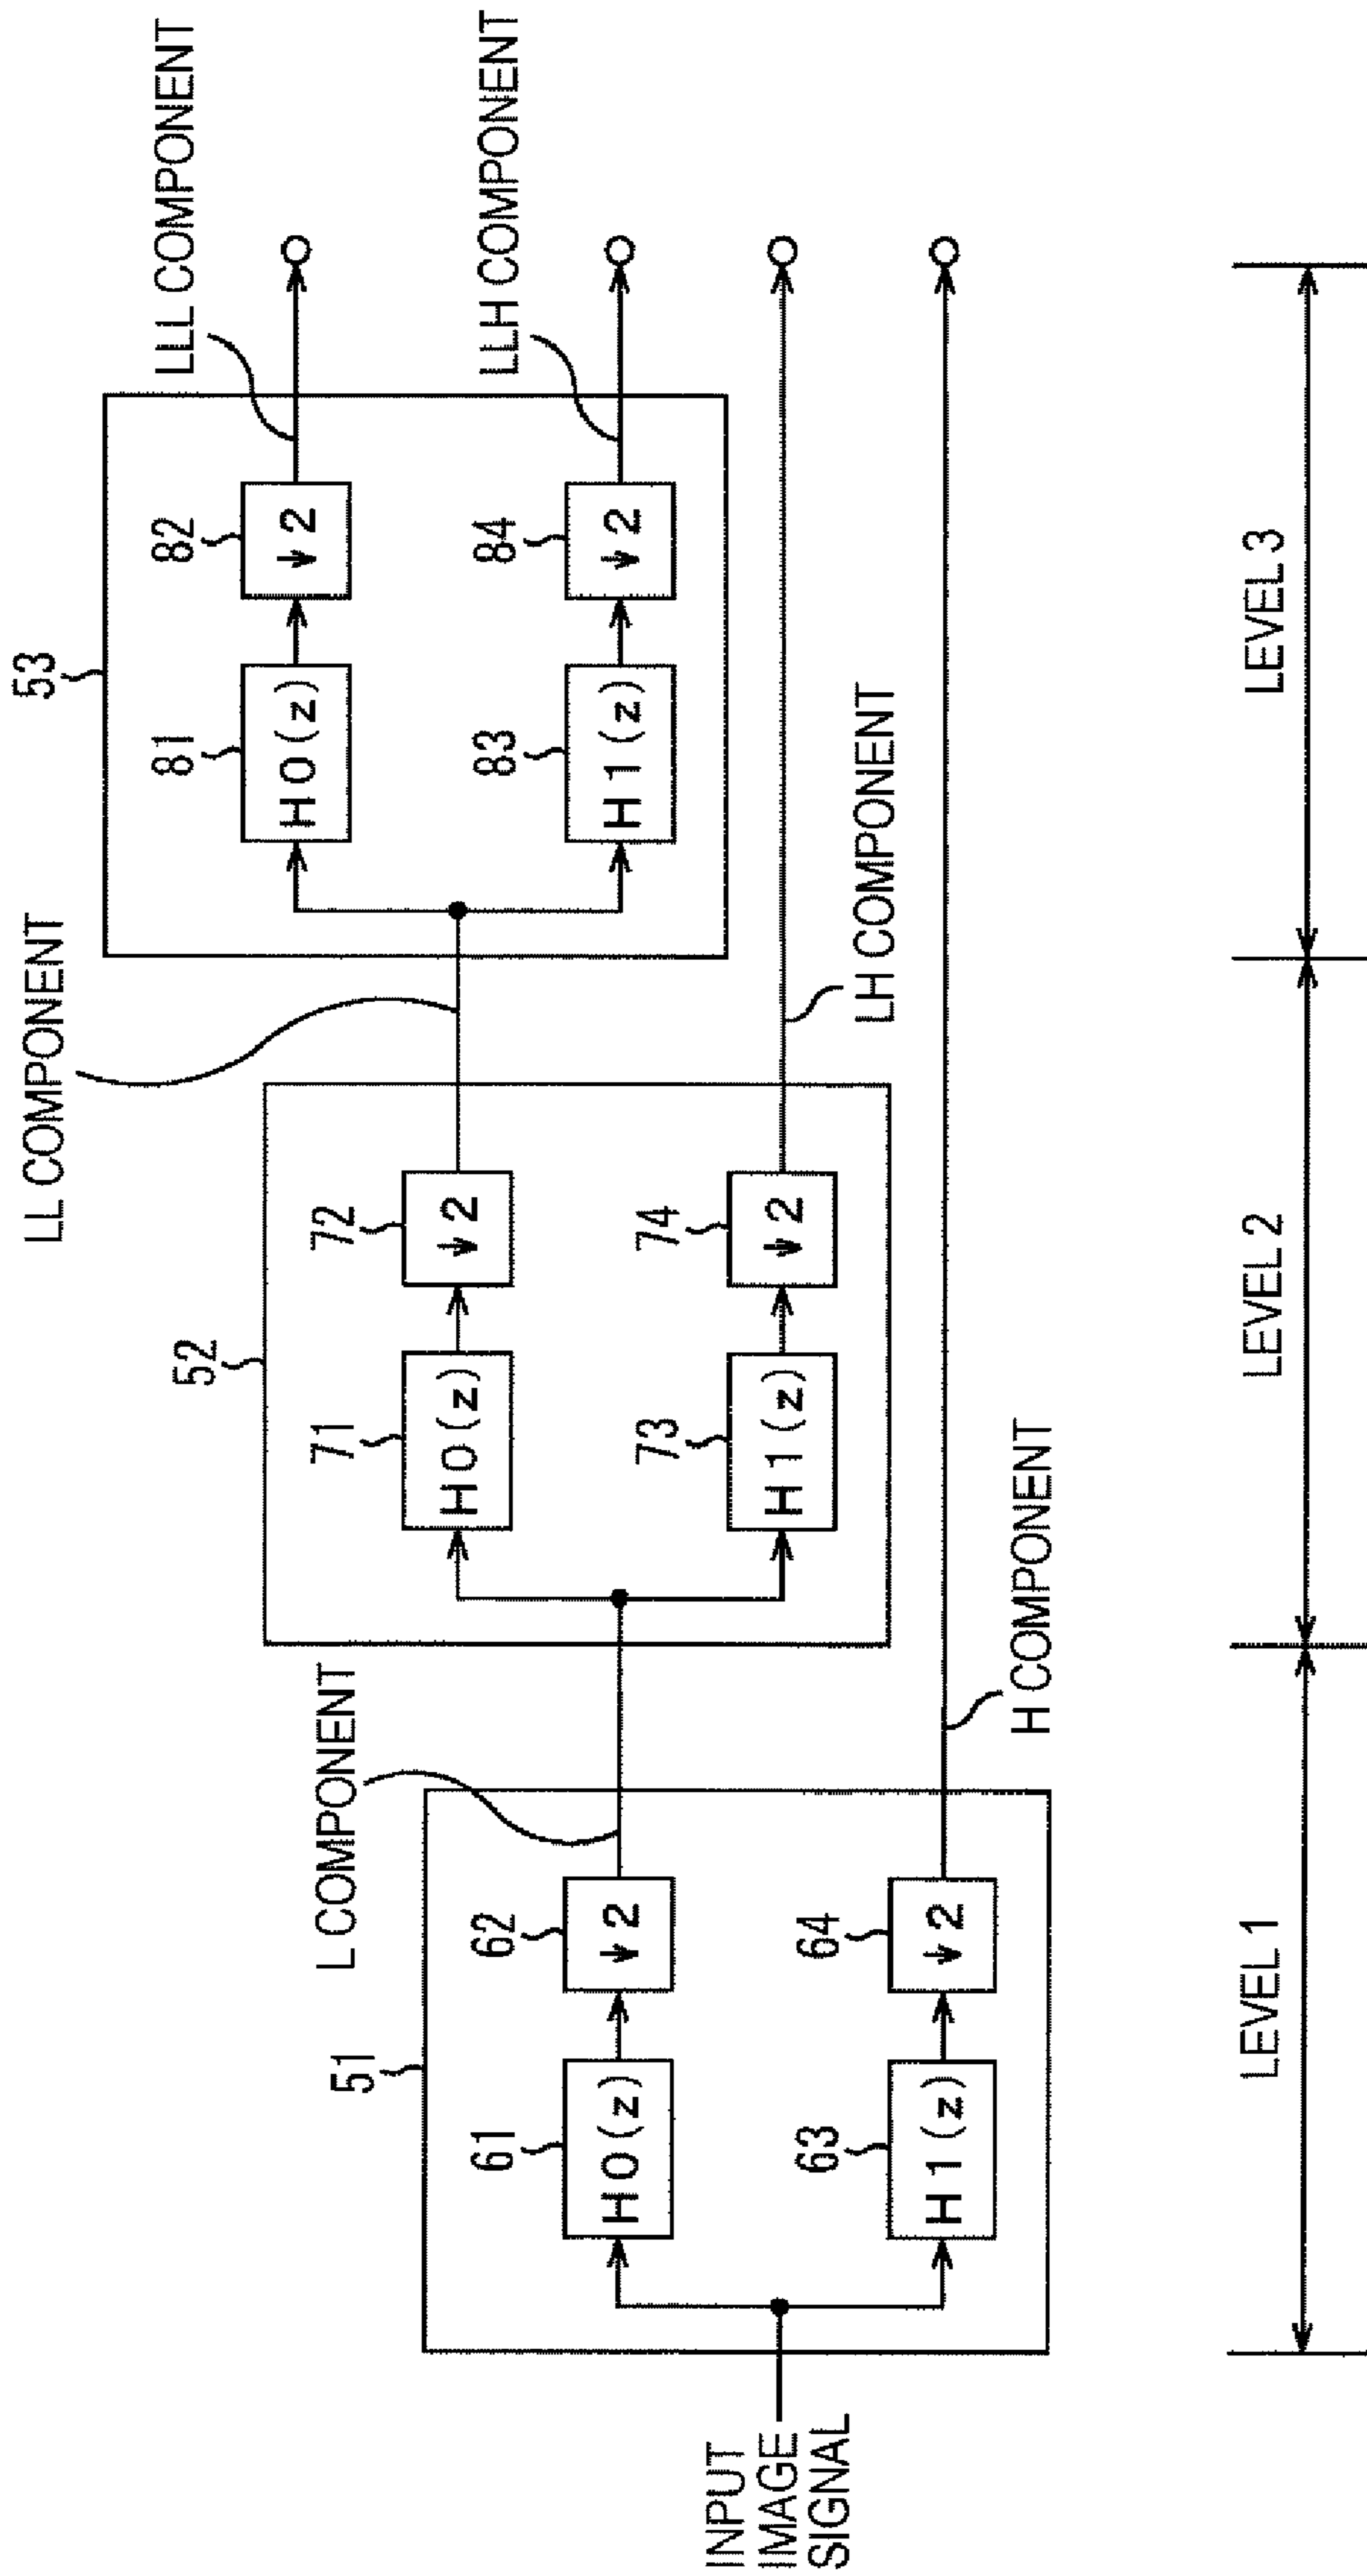 INPUT
IMAGE
SIGNAL
51
61
H0(z)
62
↓2
63
H1(z)
64
↓2
L COMPONENT
H COMPONENT
52
71
H0(z)
72
↓2
73
H1(z)
74
↓2
LL COMPONENT
LH COMPONENT
53
81
H0(z)
82
↓2
83
H1(z)
84
↓2
LLL COMPONENT
LLH COMPONENT
LEVEL 1
LEVEL 2
LEVEL 3